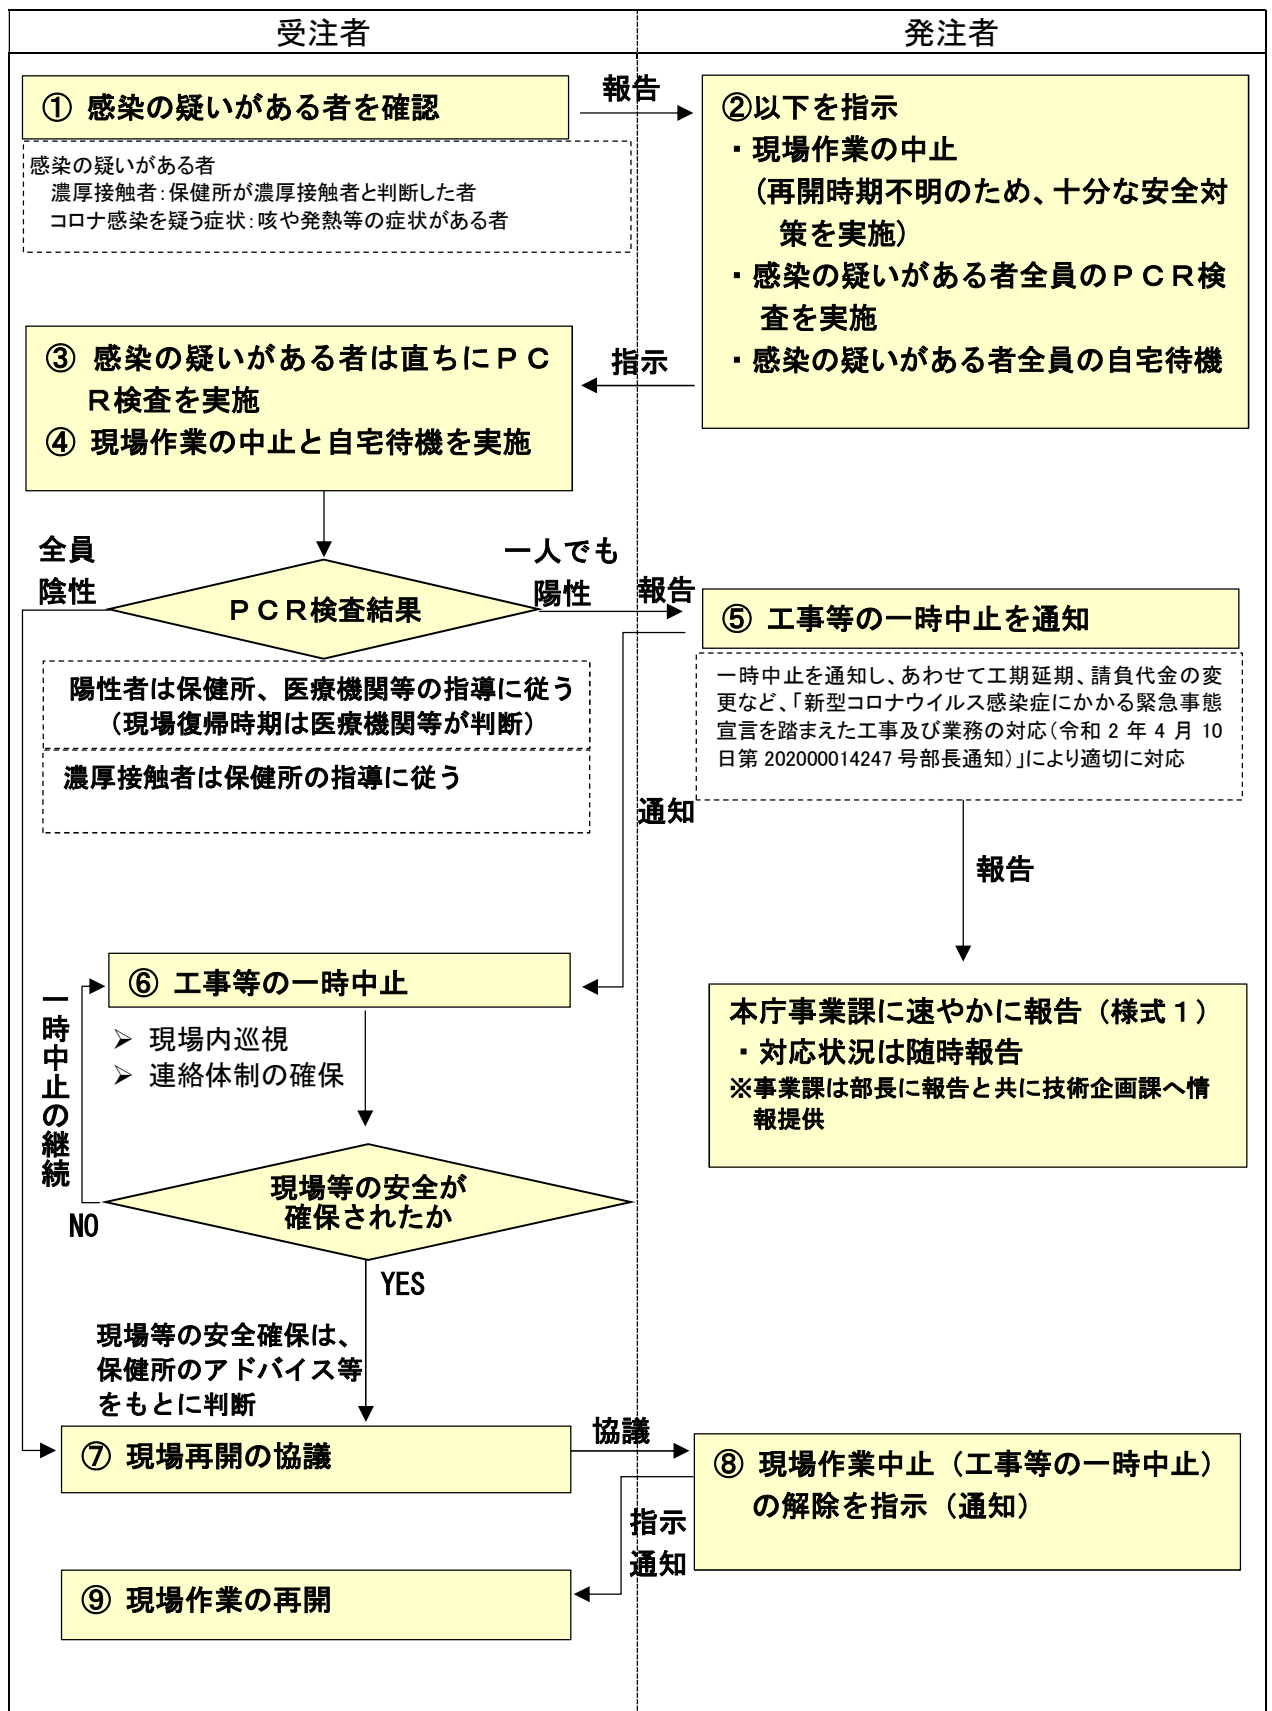 受注者
発注者
① 感染の疑いがある者を確認
報告
②以下を指示
・現場作業の中止
(再開時期不明のため、十分な安全対
策を実施)
・感染の疑いがある者全員のPCR検
査を実施
・感染の疑いがある者全員の自宅待機
感染の疑いがある者
濃厚接触者：保健所が濃厚接触者と判断した者
コロナ感染を疑う症状：咳や発熱等の症状がある者
指示
③ 感染の疑いがある者は直ちにPC
R検査を実施
④ 現場作業の中止と自宅待機を実施
全員
陰性
PCR検査結果
一人でも
陽性
報告
⑤ 工事等の一時中止を通知
一時中止を通知し、あわせて工期延期、請負代金の変
更など、「新型コロナウイルス感染症にかかる緊急事態
宣言を踏まえた工事及び業務の対応（令和 2 年 4 月 10
日第 202000014247 号部長通知）」により適切に対応
陽性者は保健所、医療機関等の指導に従う
（現場復帰時期は医療機関等が判断）
濃厚接触者は保健所の指導に従う
通知
報告
⑥ 工事等の一時中止
➢ 現場内巡視
➢ 連絡体制の確保
一時中止の継続
本庁事業課に速やかに報告（様式１）
・対応状況は随時報告
※事業課は部長に報告と共に技術企画課へ情
報提供
現場等の安全が
確保されたか
NO
YES
現場等の安全確保は、
保健所のアドバイス等
をもとに判断
⑦ 現場再開の協議
協議
⑧ 現場作業中止（工事等の一時中止）
の解除を指示（通知）
指示
通知
⑨ 現場作業の再開